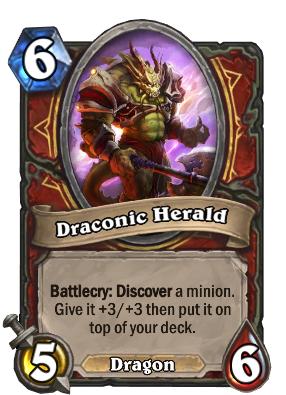 6
Draconic Herald
Battlecry: Discover a minion.
Give it +3/+3 then put it on
top of your deck.
5
Dragon
6